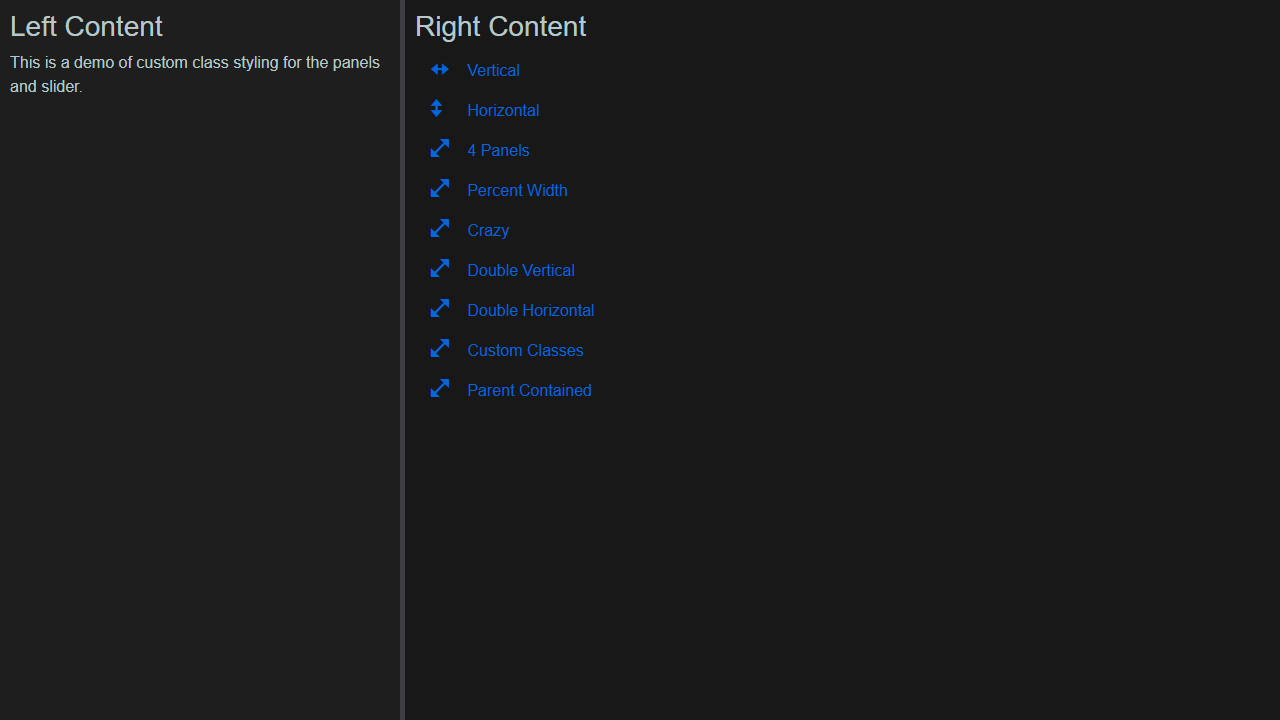 Left Content
This is a demo of custom class styling for the panels
and slider.
Right Content
Vertical
Horizontal
4 Panels
Percent Width
Crazy
Double Vertical
Double Horizontal
Custom Classes
Parent Contained